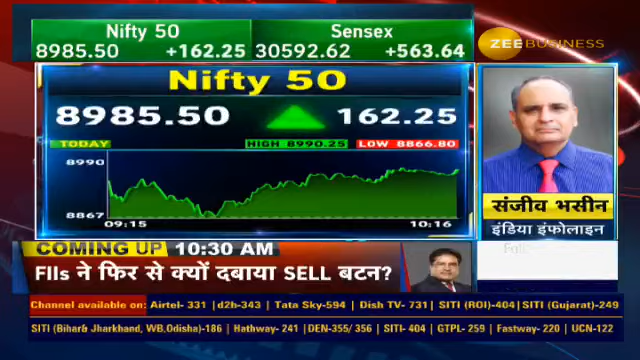 Nifty 50
8985.50 +162.25
Sensex
30592.62 +563.64
ZEE BUSINESS
Nifty 50
8985.50 162.25
TODAY HIGH 8990.25 LOW 8866.80
8990
8867
09:15 10:16
संजीव भसीन
इंडिया इंफोलाइन
COMING UP 10:30 AM
FIIs ने फिर से क्यों दबाया SELL बटन?
Channel available on: Airtel- 331 | d2h-343 | Tata Sky-594 | Dish TV- 731| SITI (ROI)-404| SITI (Gujarat)-249
SITI (Bihar& Jharkhand, WB,Odisha)-186 | Hathway- 241 |DEN-355/ 356 | SITI- 404 | GTPL- 259 | Fastway- 220 | UCN-122